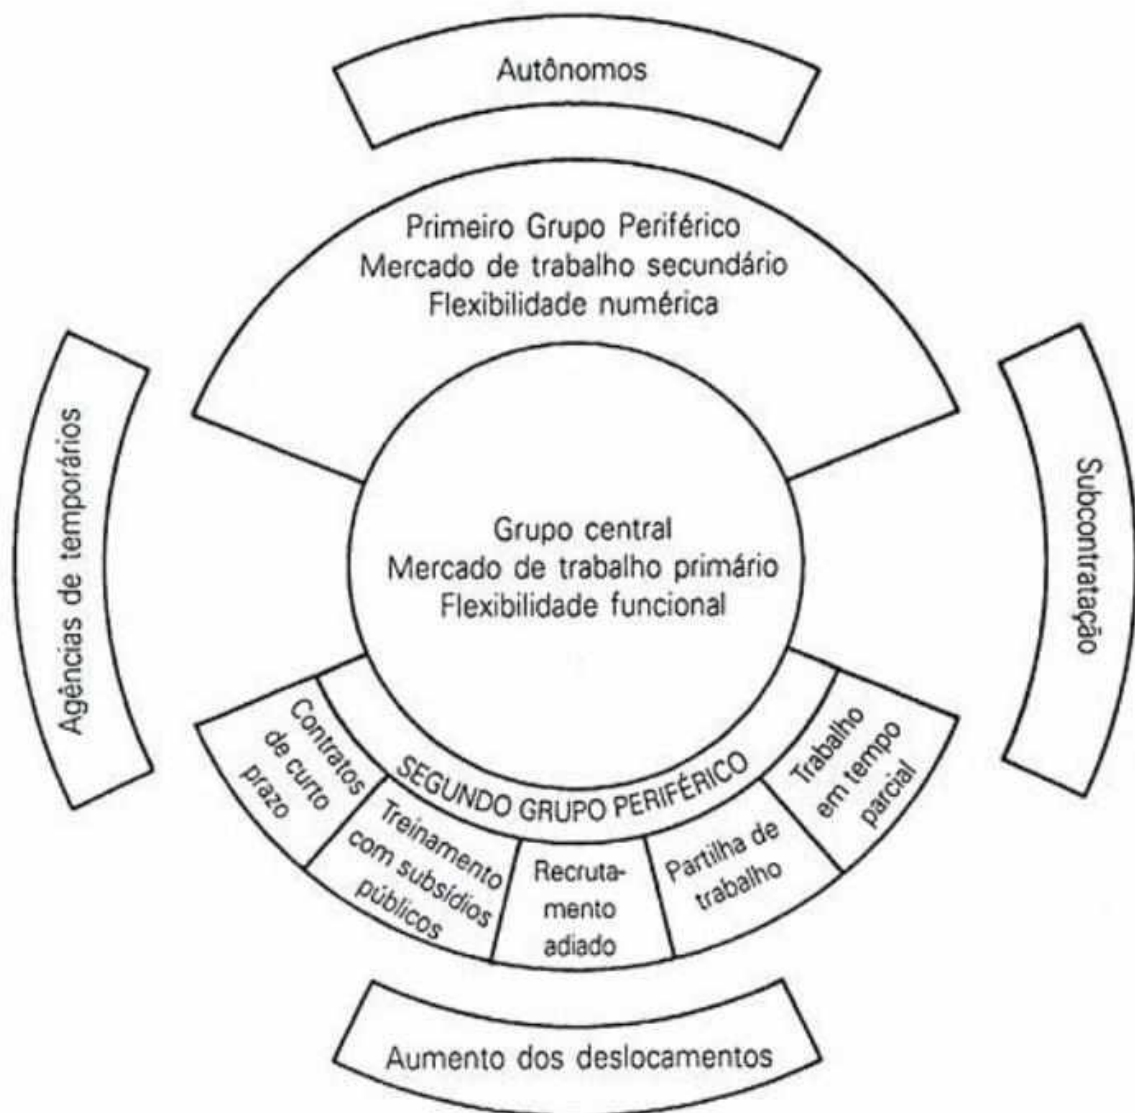 Autônomos
Primeiro Grupo Periférico
Mercado de trabalho secundário
Flexibilidade numérica
Agências de temporários
Subcontratação
Grupo central
Mercado de trabalho primário
Flexibilidade funcional
SEGUNDO GRUPO PERIFÉRICO
Contratos
de curto
prazo
Treinamento
com subsídios
públicos
Recruta-
mento
adiado
Partilha de
trabalho
Trabalho
em tempo
parcial
Aumento dos deslocamentos